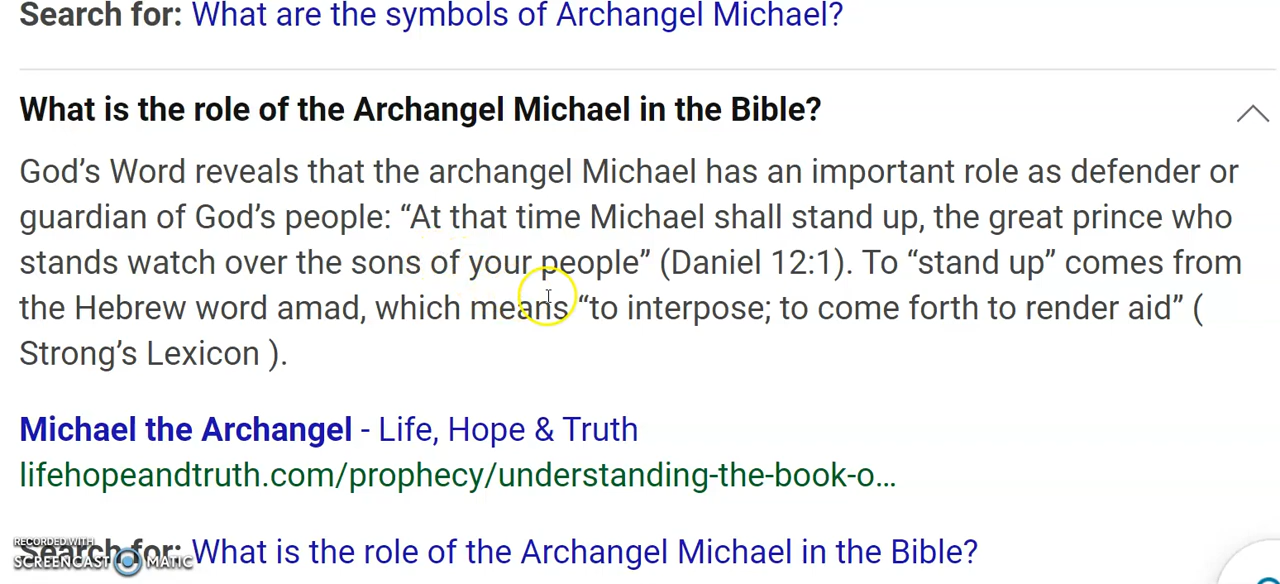 Search for: What are the symbols of Archangel Michael?
What is the role of the Archangel Michael in the Bible?
God’s Word reveals that the archangel Michael has an important role as defender or
guardian of God’s people: “At that time Michael shall stand up, the great prince who
stands watch over the sons of your people” (Daniel 12:1). To “stand up” comes from
the Hebrew word amad, which means “to interpose; to come forth to render aid” (
Strong’s Lexicon ).
Michael the Archangel - Life, Hope & Truth
lifehopeandtruth.com/prophecy/understanding-the-book-o...
RECORDED WITH
Search for: What is the role of the Archangel Michael in the Bible?
SCREENCAST MATIC